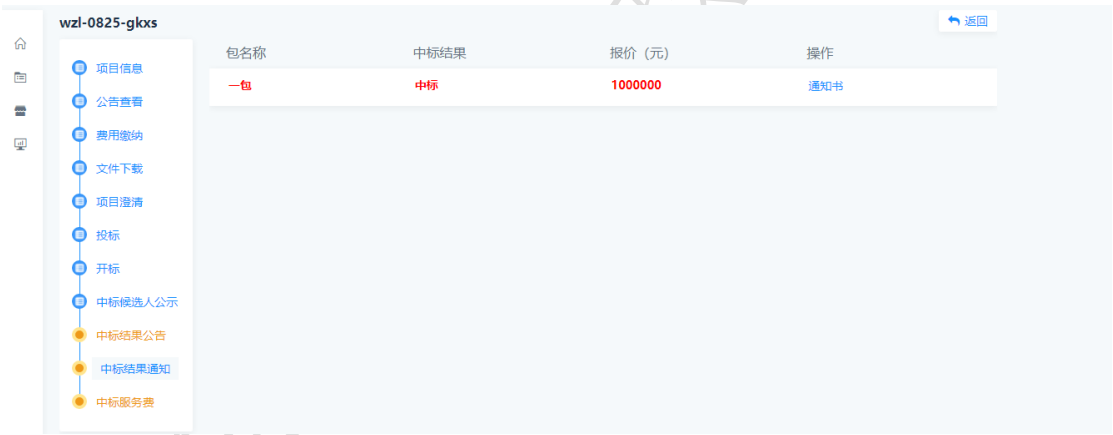 wzl-0825-gkxs
返回
项目信息
公告查看
费用缴纳
文件下载
项目澄清
投标
开标
中标候选人公示
中标结果公告
中标结果通知
中标服务费
包名称 中标结果 报价（元） 操作
一包 中标 1000000 通知书